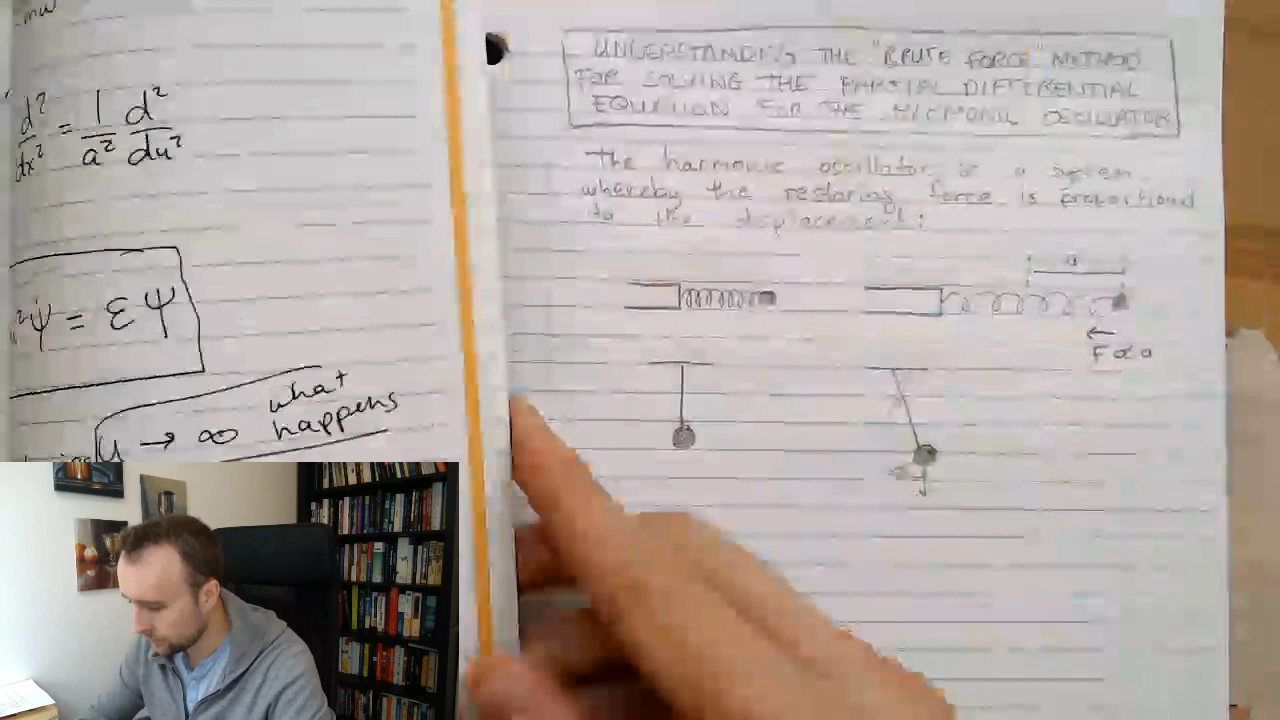 d²/dx² = 1/a² d²/du²
ψ = εψ
what
u → ∞ happens
UNDERSTANDING THE "BRUTE FORCE" METHOD
FOR SOLVING THE PARTIAL DIFFERENTIAL
EQUATION FOR THE HARMONIC OSCILLATOR
The harmonic oscillator is a system
whereby the restoring force is proportional
to the displacement:
a
F ∝ a